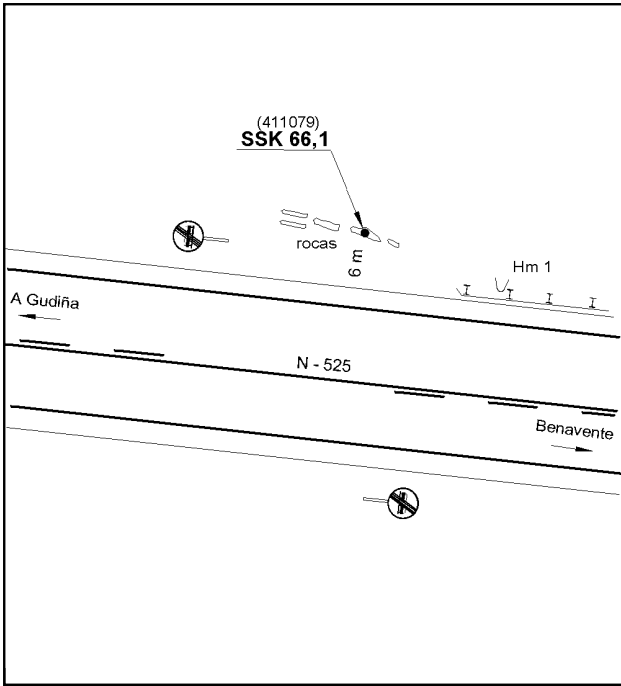 (411079)
SSK 66,1
rocas
6 m
Hm 1
A Gudiña
N - 525
Benavente